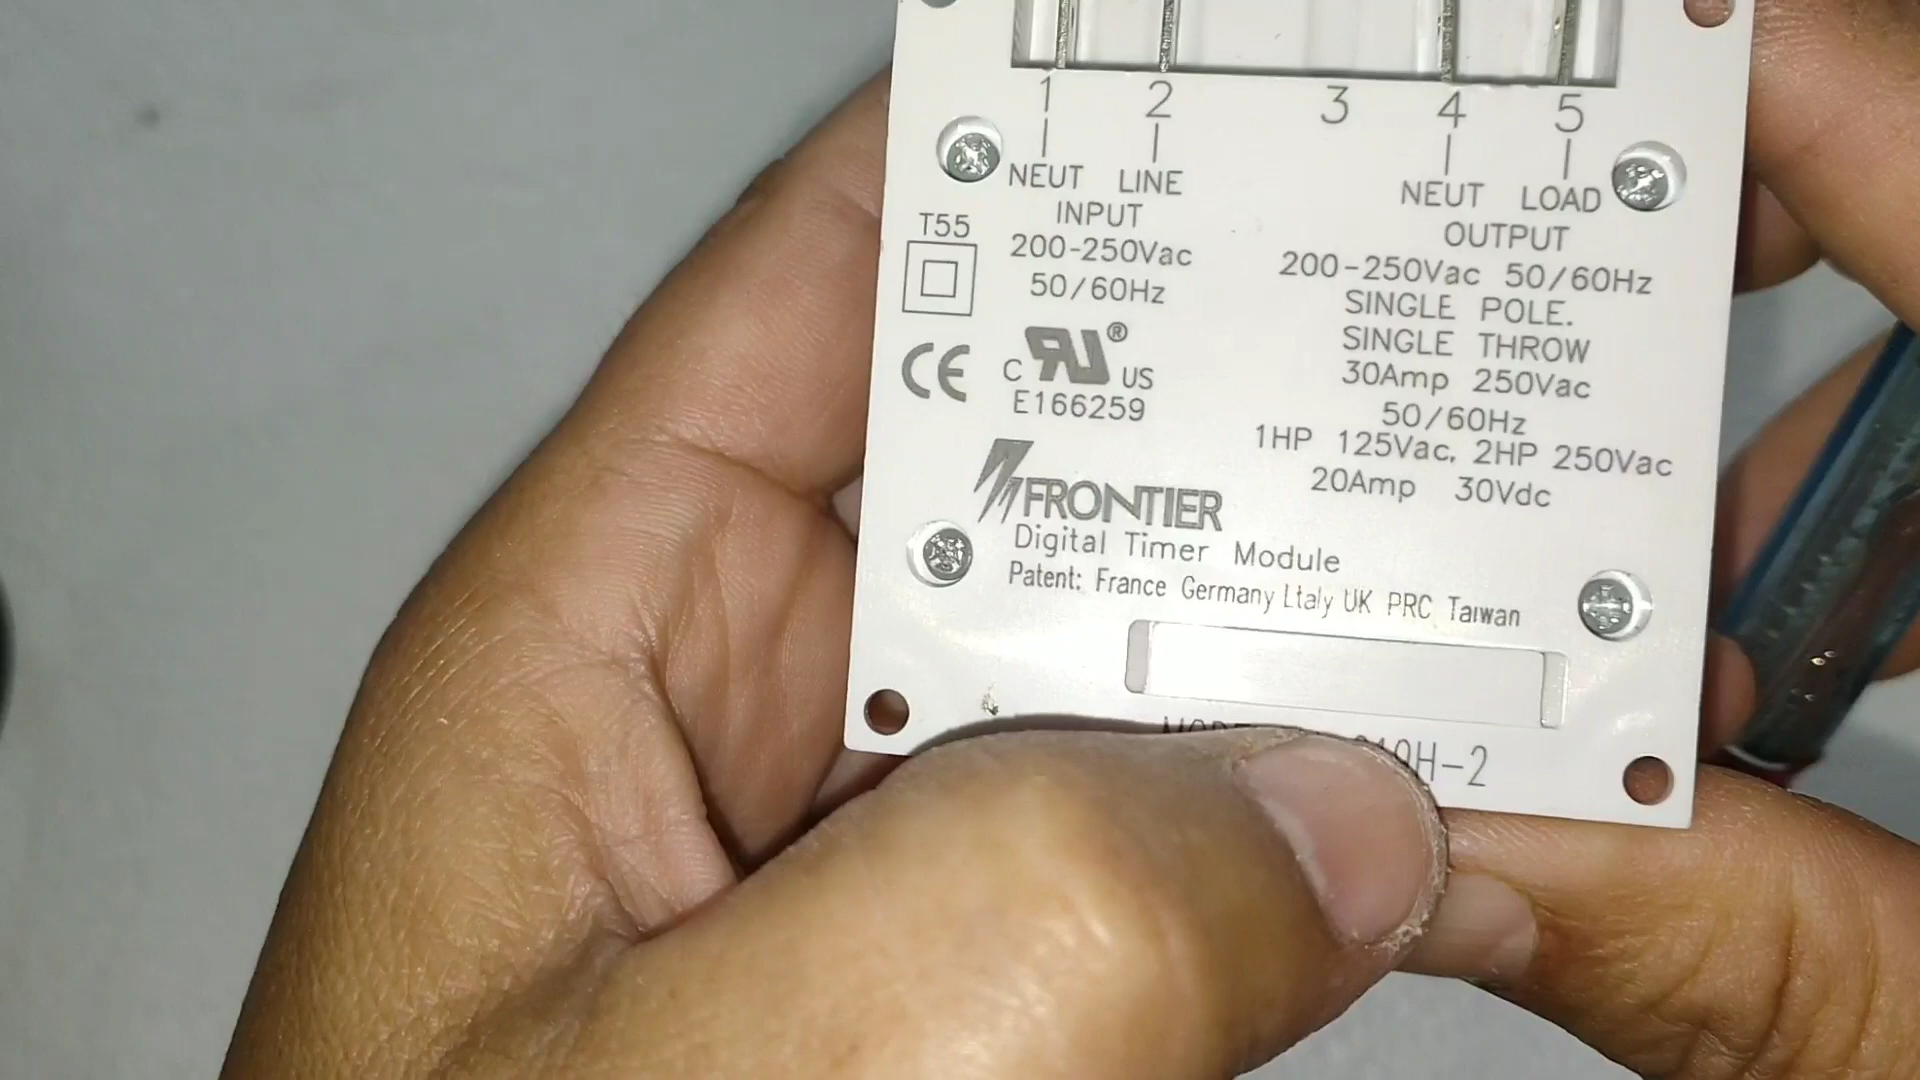 1 2 3 4 5
NEUT LINE
INPUT
200-250Vac
50/60Hz
NEUT LOAD
OUTPUT
200-250Vac 50/60Hz
SINGLE POLE.
SINGLE THROW
30Amp 250Vac
50/60Hz
1HP 125Vac, 2HP 250Vac
20Amp 30Vdc
T55
CE
C RU® US
E166259
FRONTIER
Digital Timer Module
Patent: France Germany Ltaly UK PRC Taiwan